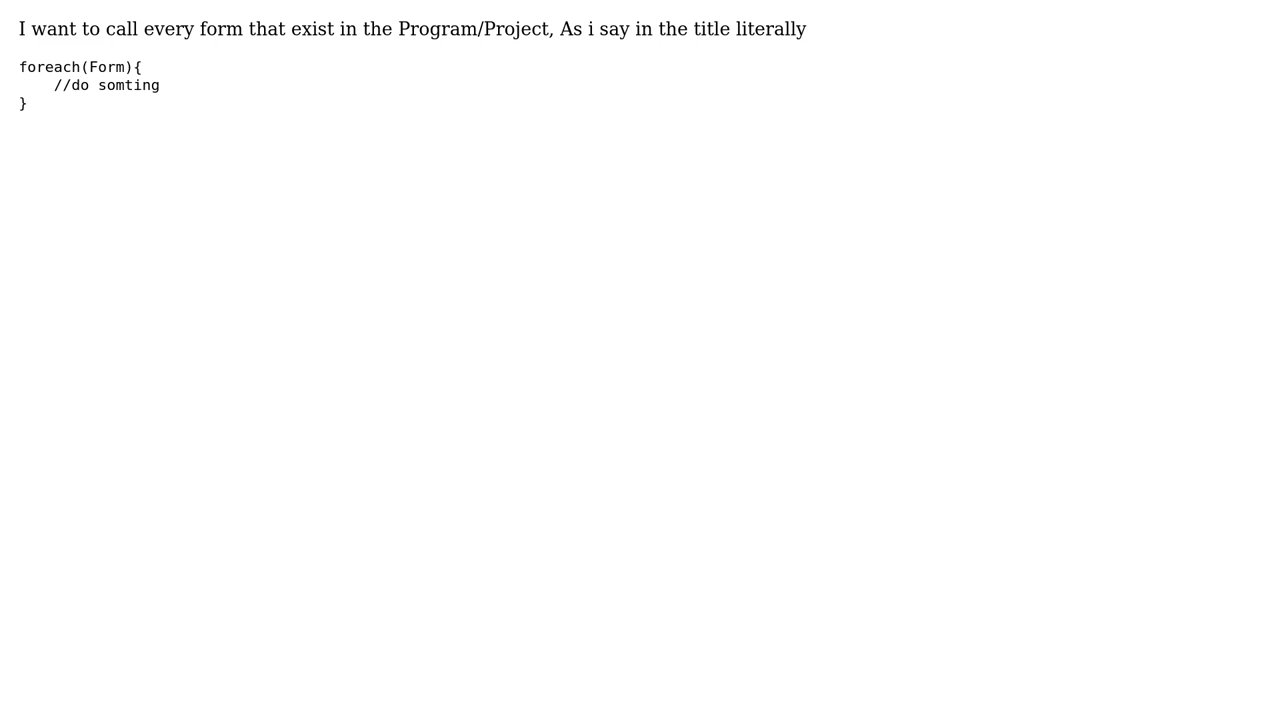 I want to call every form that exist in the Program/Project, As i say in the title literally
foreach(Form){
    //do somting
}